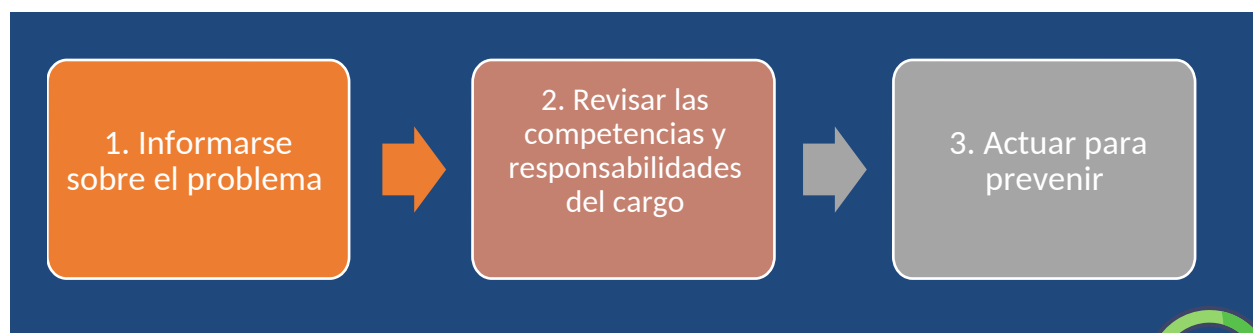 1. Informarse
sobre el problema
2. Revisar las
competencias y
responsabilidades
del cargo
3. Actuar para
prevenir